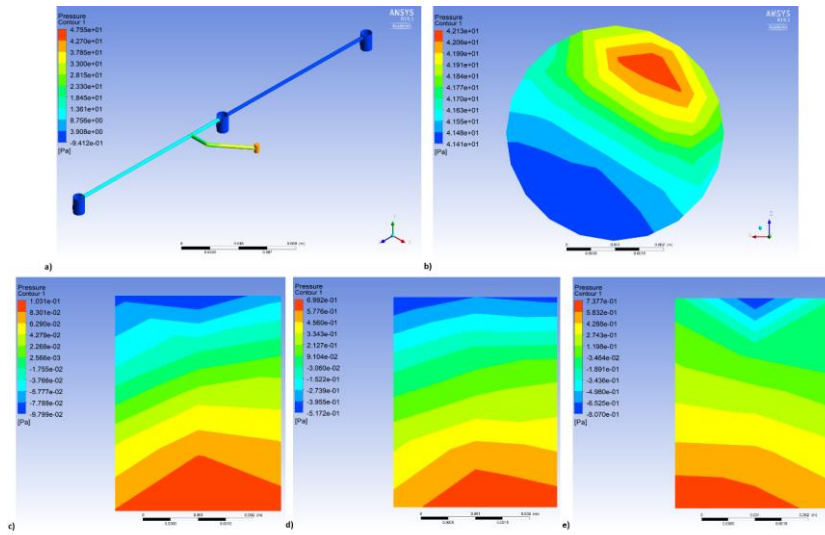 Pressure
Contour 1
4.755e+01
4.270e+01
3.785e+01
3.300e+01
2.815e+01
2.330e+01
1.845e+01
1.361e+01
8.756e+00
3.908e+00
-9.412e-01
[Pa]
ANSYS
a)
Pressure
Contour 1
4.213e+01
4.206e+01
4.199e+01
4.191e+01
4.184e+01
4.177e+01
4.170e+01
4.163e+01
4.155e+01
4.148e+01
4.141e+01
[Pa]
ANSYS
b)
Pressure
Contour 1
1.031e-01
8.301e-02
6.290e-02
4.279e-02
2.268e-02
2.566e-03
-1.755e-02
-3.766e-02
-5.777e-02
-7.788e-02
-9.799e-02
[Pa]
c)
Pressure
Contour 1
6.992e-01
5.776e-01
4.560e-01
3.343e-01
2.127e-01
9.104e-02
-3.060e-02
-1.522e-01
-2.739e-01
-3.955e-01
-5.172e-01
[Pa]
d)
Pressure
Contour 1
7.377e-01
5.832e-01
4.288e-01
2.743e-01
1.198e-01
-3.464e-02
-1.891e-01
-3.436e-01
-4.980e-01
-6.525e-01
-8.070e-01
[Pa]
e)